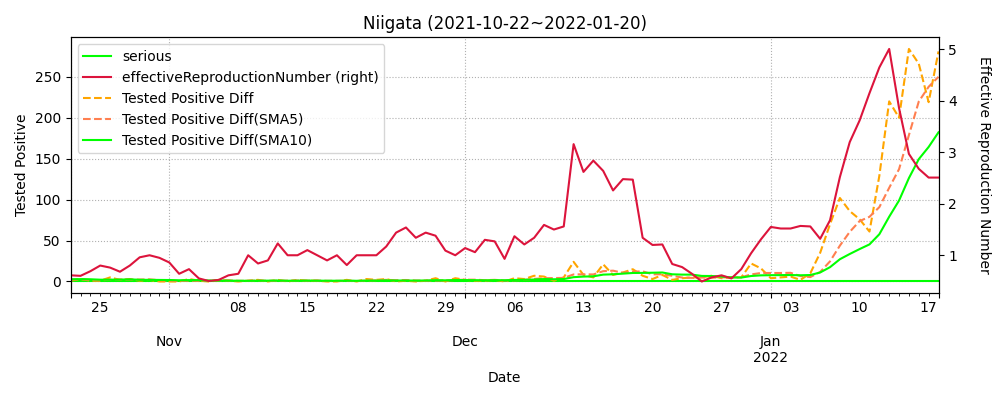 Niigata (2021-10-22~2022-01-20)
serious
effectiveReproductionNumber (right)
Tested Positive Diff
Tested Positive Diff(SMA5)
Tested Positive Diff(SMA10)
Tested Positive
250
200
150
100
50
0
5
4
3
2
1
Effective Reproduction Number
25 08 15 22 29 06 13 20 27 03 10 17
Nov Dec Jan
2022
Date